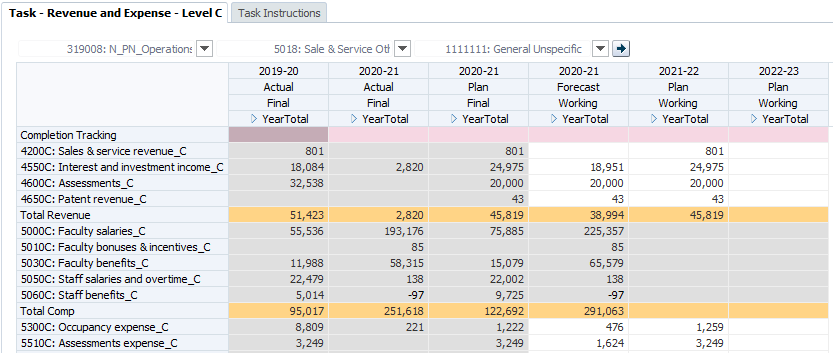 Task - Revenue and Expense - Level C Task Instructions
319008: N_PN_Operations 5018: Sale & Service Oth 1111111: General Unspecific
2019-20 2020-21 2020-21 2020-21 2021-22 2022-23
Actual Actual Plan Forecast Plan Plan
Final Final Final Working Working Working
YearTotal YearTotal YearTotal YearTotal YearTotal YearTotal
Completion Tracking
4200C: Sales & service revenue_C 801 801 801
4550C: Interest and investment income_C 18,084 2,820 24,975 18,951 24,975
4600C: Assessments_C 32,538 20,000 20,000 20,000
4650C: Patent revenue_C 43 43 43
Total Revenue 51,423 2,820 45,819 38,994 45,819
5000C: Faculty salaries_C 55,536 193,176 75,885 225,357
5010C: Faculty bonuses & incentives_C 85 85
5030C: Faculty benefits_C 11,988 58,315 15,079 65,579
5050C: Staff salaries and overtime_C 22,479 138 22,002 138
5060C: Staff benefits_C 5,014 -97 9,725 -97
Total Comp 95,017 251,618 122,692 291,063
5300C: Occupancy expense_C 8,809 221 1,222 476 1,259
5510C: Assessments expense_C 3,249 3,249 1,624 3,249